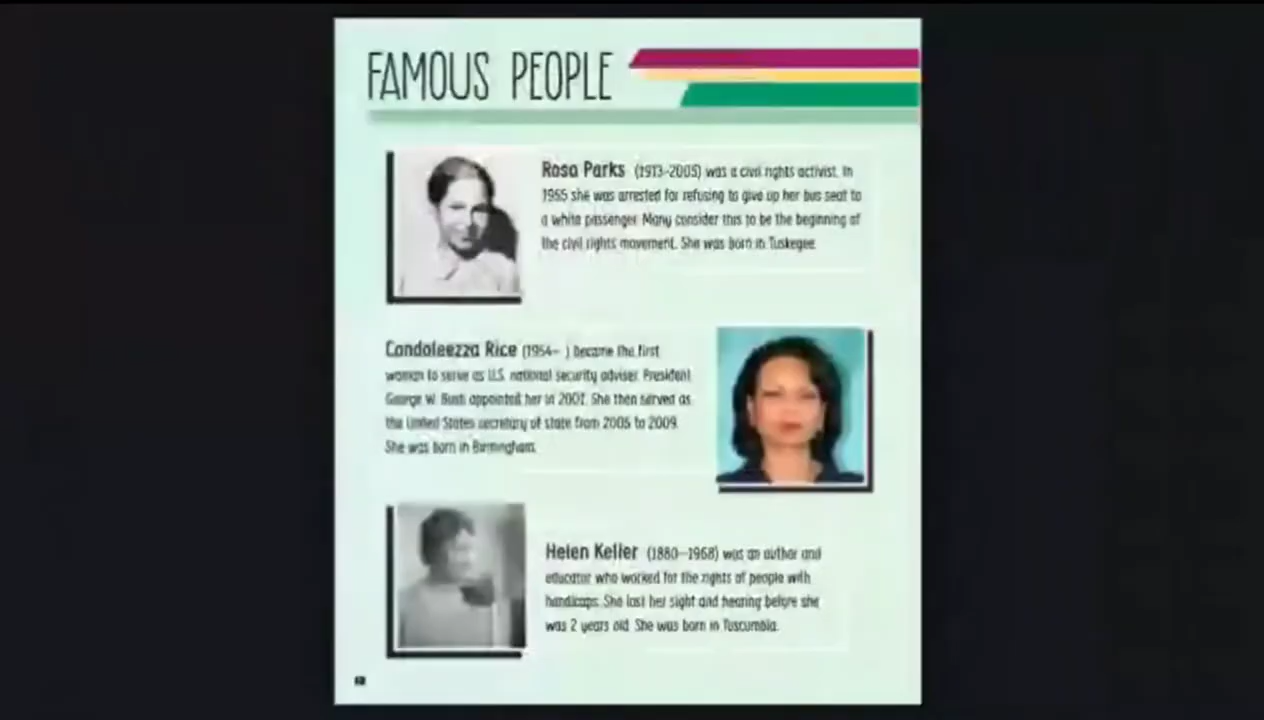 FAMOUS PEOPLE
Rosa Parks (1913-2005) was a civil rights activist. In
1955 she was arrested for refusing to give up her bus seat to
a white passenger. Many consider this to be the beginning of
the civil rights movement. She was born in Tuskegee.
Condoleezza Rice (1954- ) became the first
woman to serve as U.S. national security adviser. President
George W. Bush appointed her in 2001. She then served as
the United States secretary of state from 2005 to 2009.
She was born in Birmingham.
Helen Keller (1880-1968) was an author and
educator who worked for the rights of people with
handicaps. She lost her sight and hearing before she
was 2 years old. She was born in Tuscumbia.